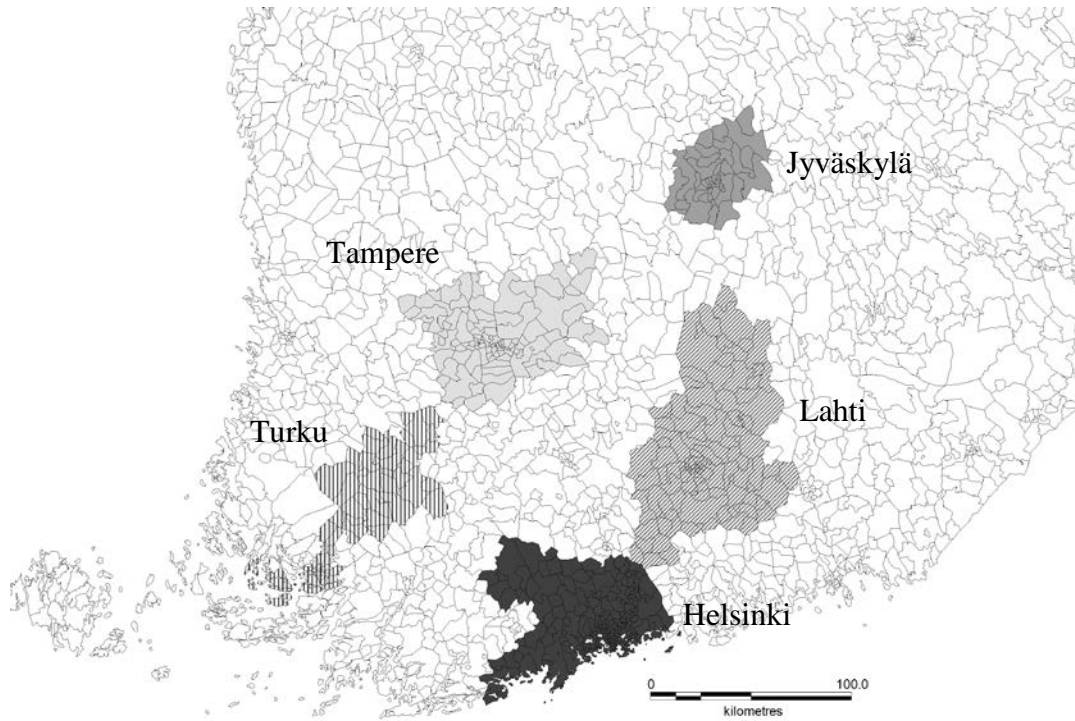 Jyväskylä
Tampere
Lahti
Turku
Helsinki
0 100.0
kilometres